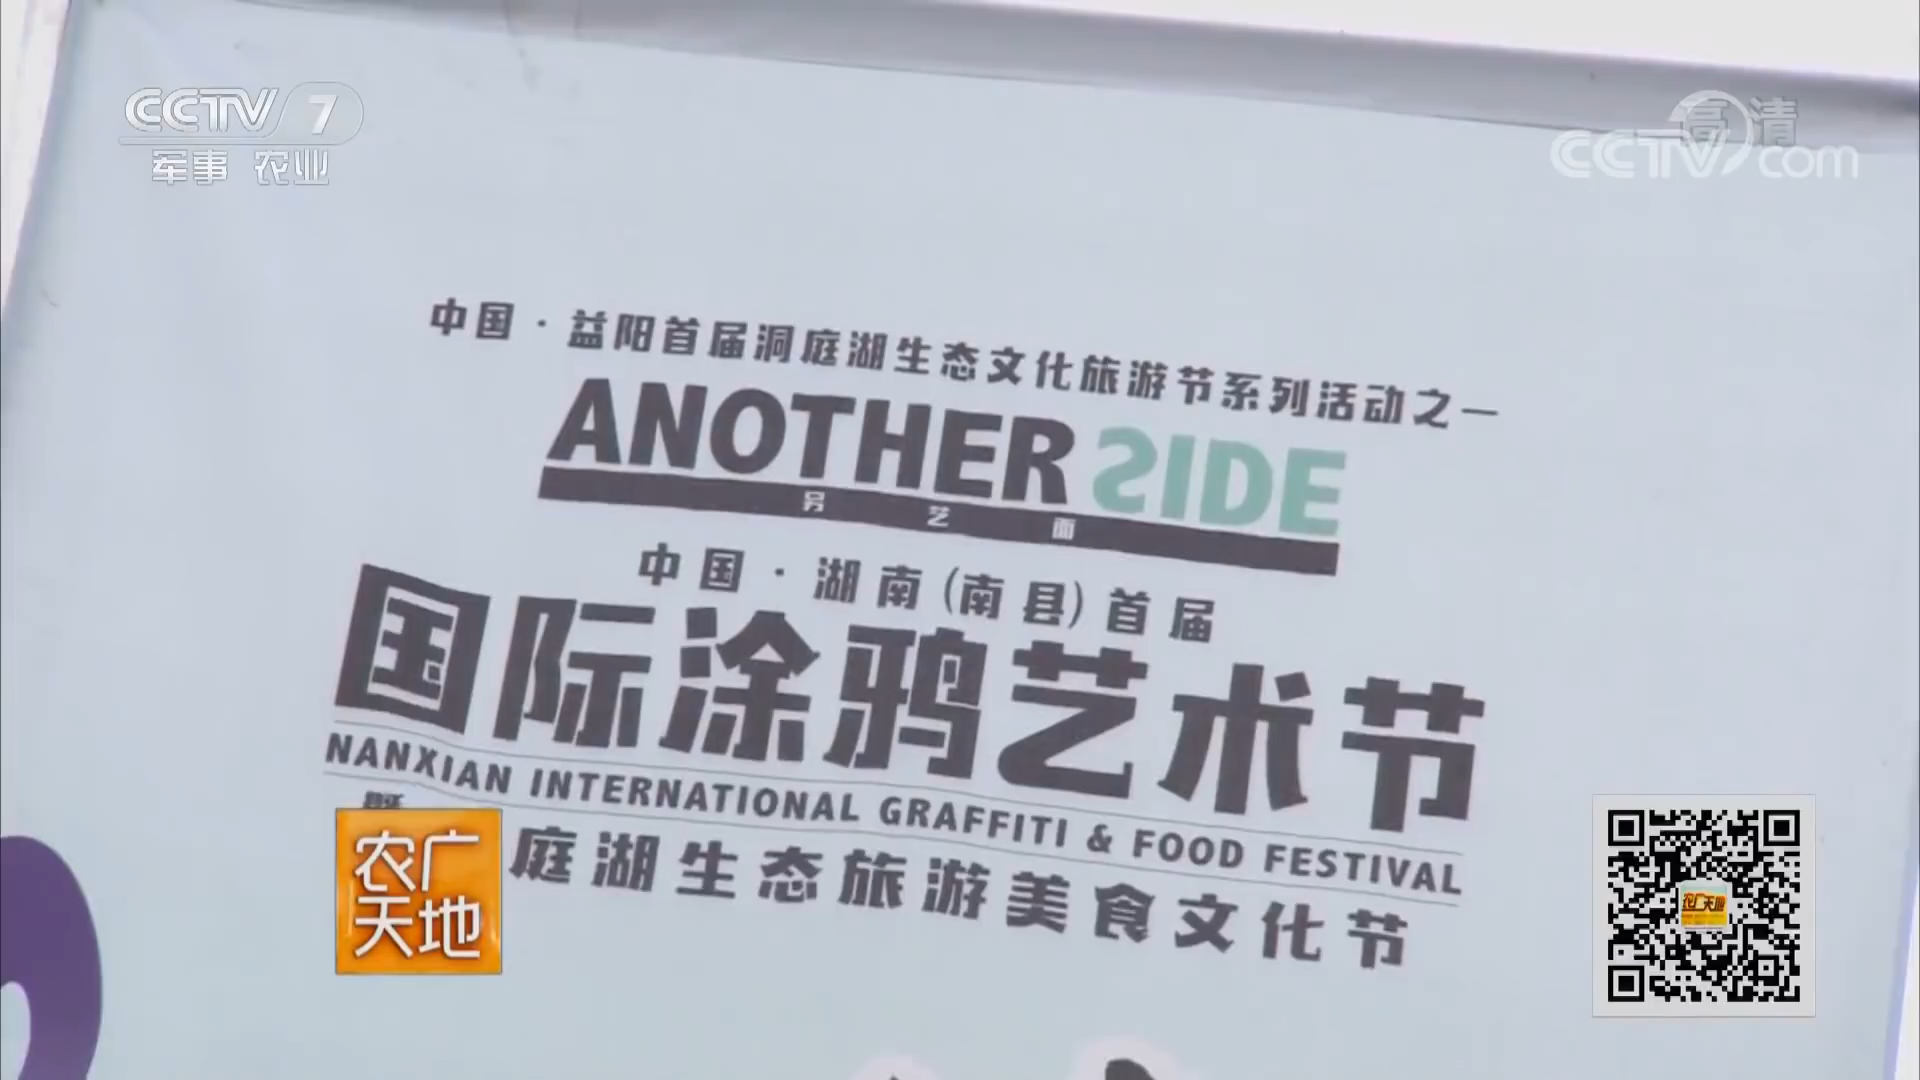 CCTV 7
军事 农业
高清
CCTV.com
中国·益阳首届洞庭湖生态文化旅游节系列活动之一
ANOTHER SIDE
另艺面
中国·湖南(南县)首届
国际涂鸦艺术节
NANXIAN INTERNATIONAL GRAFFITI & FOOD FESTIVAL
庭湖生态旅游美食文化节
农广
天地
农广天地